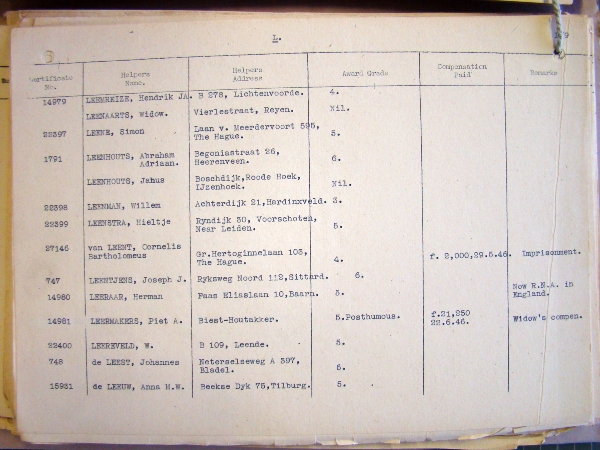 L.
9
Certificate No. Helpers Name. Helpers Address Award Grade Compensation Paid Remarks
14979 LEEMREIZE, Hendrik JA. B 278, Lichtenvoorde. 4.
LEENAARTS, Widow. Vierlestraat, Reyen. Nil.
22397 LEENE, Simon Laan v. Meerdervoort 595, The Hague. 5.
1791 LEENHOUTS, Abraham Adriaan. Begoniastraat 26, Heerenveen. 6.
LEENHOUTS, Jahus Boschdijk, Roode Hoek, IJzenhoek. Nil.
22398 LEENMAN, Willem Achterdijk 21, Hardinxveld. 3.
22399 LEENSTRA, Hieltje Ryndijk 30, Voorschoten, Near Leiden. 5.
27145 van LEENT, Cornelis Bartholomeus Gr.Hertoginnelaan 103, The Hague. 4. f. 2,000,29.5.46. Imprisonment.
747 LEENTJENS, Joseph J. Ryksweg Noord 112, Sittard. 6.
14980 LEERAAR, Herman Faas Eliaslaan 10, Baarn. 5. Now R.N.A. in England.
14981 LEERMAKERS, Piet A. Biest-Houtakker. 5.Posthumous. f.21,250 22.6.46. Widow's compen.
22400 LEEREVELD, W. B 109, Leende. 5.
748 de LEEST, Johannes Neterselseweg A 397, Bladel. 5.
15931 de LEEUW, Anna M.W. Beekse Dyk 75, Tilburg. 5.